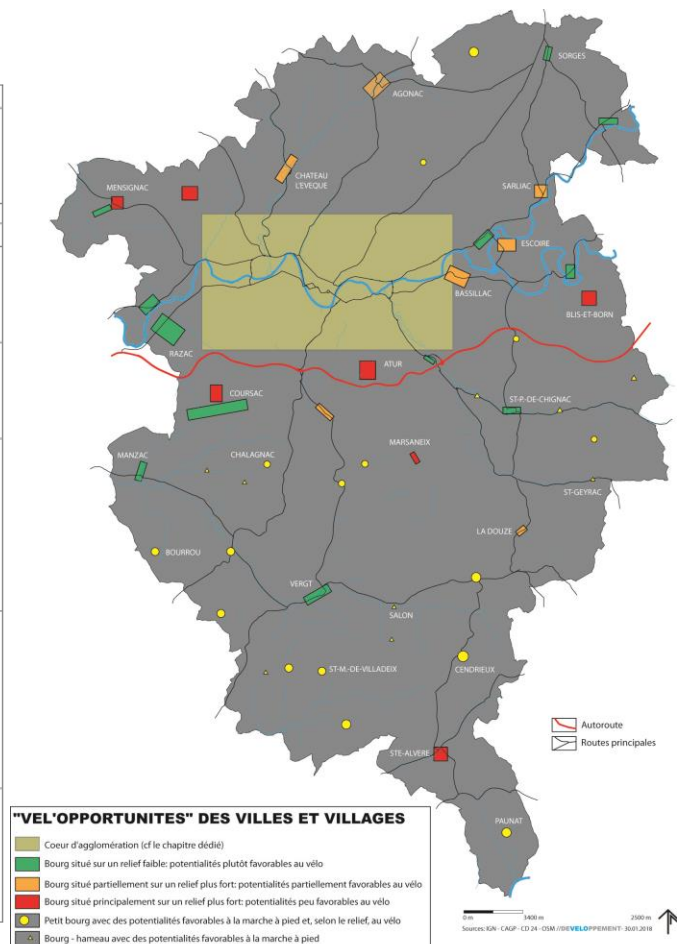 SORGES
AGONAC
CHATEAU
L'EVEQUE
MENSIGNAC
SARLIAC
ESCOIRE
BASSILLAC
BLIS-ET-BORN
RAZAC
ATUR
COURSAC
ST-P.-DE-CHIGNAC
MARSANEIX
MANZAC
CHALAGNAC
ST-GEYRAC
LA DOUZE
BOURROU
VERGT
SALON
ST-M.-DE-VILLADEIX
CENDRIEUX
STE-ALVERE
PAUNAT
Autoroute
Routes principales
"VEL'OPPORTUNITES" DES VILLES ET VILLAGES
Coeur d'agglomération (cf le chapitre dédié)
Bourg situé sur un relief faible: potentialités plutôt favorables au vélo
Bourg situé partiellement sur un relief plus fort: potentialités partiellement favorables au vélo
Bourg situé principalement sur un relief plus fort: potentialités peu favorables au vélo
Petit bourg avec des potentialités favorables à la marche à pied et, selon le relief, au vélo
Bourg - hameau avec des potentialités favorables à la marche à pied
0 m 3400 m 2500 m
Sources: IGN - CAGP - CD 24 - OSM //DEVELOPPEMENT- 30.01.2018